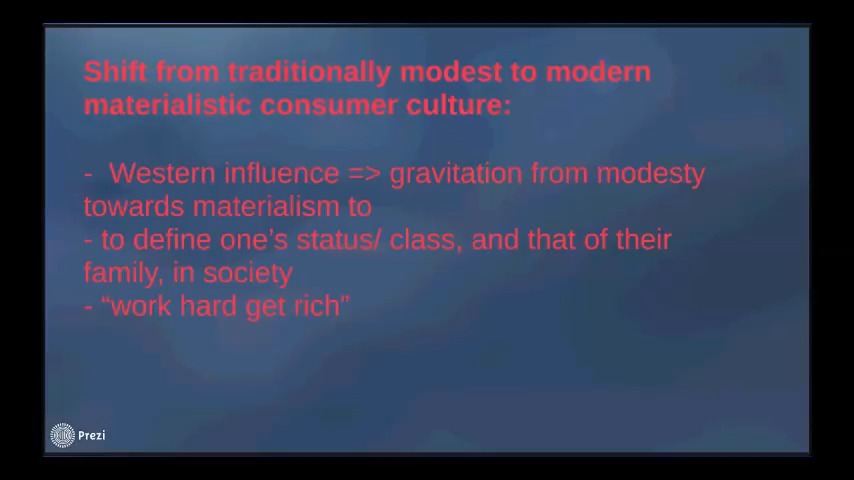 Shift from traditionally modest to modern
materialistic consumer culture:
-  Western influence => gravitation from modesty
towards materialism to
- to define one’s status/ class, and that of their
family, in society
- “work hard get rich”
Prezi